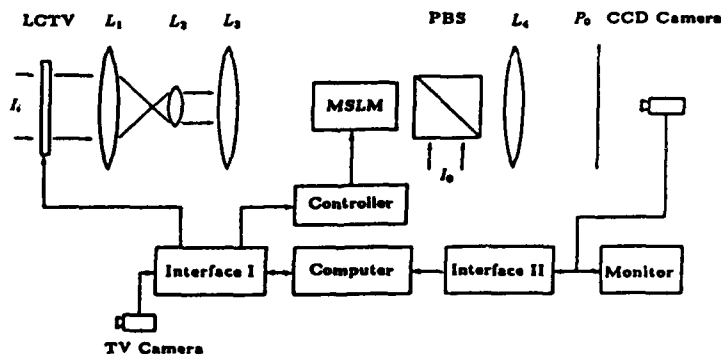 LCTV L₁ L₂ L₃ PBS L₄ P₀ CCD Camera
Iᵢ
MSLM
I₀
Controller
Interface I Computer Interface II Monitor
TV Camera